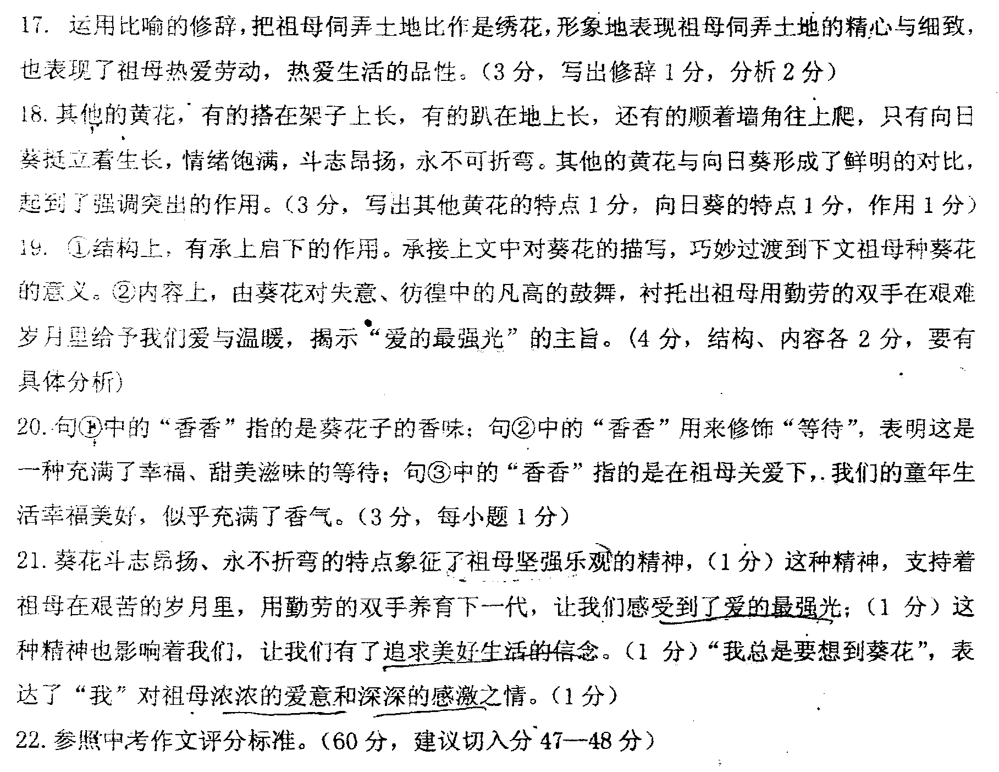 17. 运用比喻的修辞,把祖母伺弄土地比作是绣花,形象地表现祖母伺弄土地的精心与细致,
也表现了祖母热爱劳动，热爱生活的品性。（3 分，写出修辞 1 分，分析 2 分）
18. 其他的黄花，有的搭在架子上长，有的趴在地上长，还有的顺着墙角往上爬，只有向日
葵挺立着生长，情绪饱满，斗志昂扬，永不可折弯。其他的黄花与向日葵形成了鲜明的对比，
起到了强调突出的作用。（3 分，写出其他黄花的特点 1 分，向日葵的特点 1 分，作用 1 分）
19. ①结构上，有承上启下的作用。承接上文中对葵花的描写，巧妙过渡到下文祖母种葵花
的意义。②内容上，由葵花对失意、彷徨中的凡高的鼓舞，衬托出祖母用勤劳的双手在艰难
岁月里给予我们爱与温暖，揭示“爱的最强光”的主旨。（4 分，结构、内容各 2 分，要有
具体分析）
20. 句①中的“香香”指的是葵花子的香味；句②中的“香香”用来修饰“等待”，表明这是
一种充满了幸福、甜美滋味的等待；句③中的“香香”指的是在祖母关爱下，我们的童年生
活幸福美好，似乎充满了香气。（3 分，每小题 1 分）
21. 葵花斗志昂扬、永不折弯的特点象征了祖母坚强乐观的精神，（1 分）这种精神，支持着
祖母在艰苦的岁月里，用勤劳的双手养育下一代，让我们感受到了爱的最强光；（1 分）这
种精神也影响着我们，让我们有了追求美好生活的信念。（1 分）“我总是要想到葵花”，表
达了“我”对祖母浓浓的爱意和深深的感激之情。（1 分）
22. 参照中考作文评分标准。（60 分，建议切入分 47—48 分）